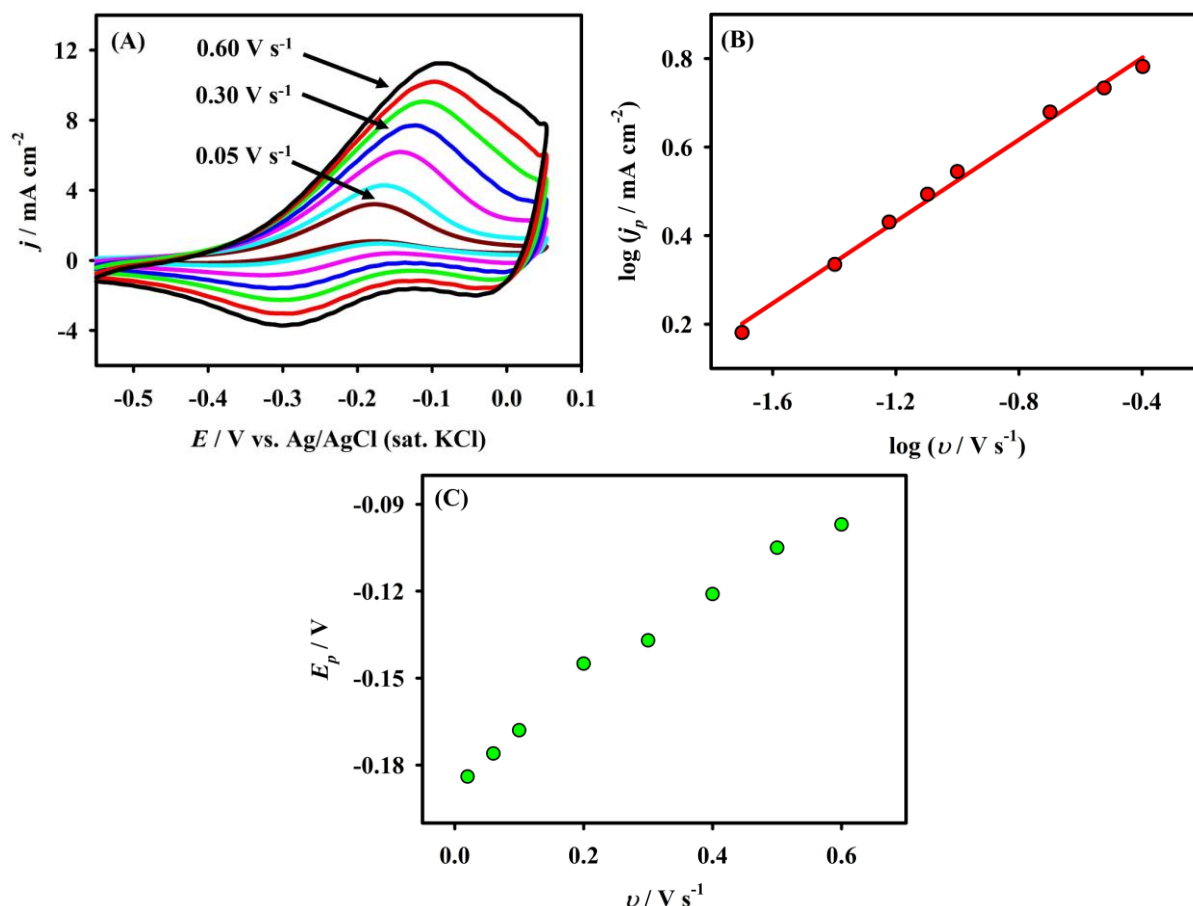 (A)
0.60 V s⁻¹
0.30 V s⁻¹
0.05 V s⁻¹
12
8
4
0
-4
j / mA cm⁻²
-0.5 -0.4 -0.3 -0.2 -0.1 0.0 0.1
E / V vs. Ag/AgCl (sat. KCl)
(B)
0.8
0.6
0.4
0.2
log (jₚ / mA cm⁻²)
-1.6 -1.2 -0.8 -0.4
log (υ / V s⁻¹)
(C)
-0.09
-0.12
-0.15
-0.18
Eₚ / V
0.0 0.2 0.4 0.6
υ / V s⁻¹